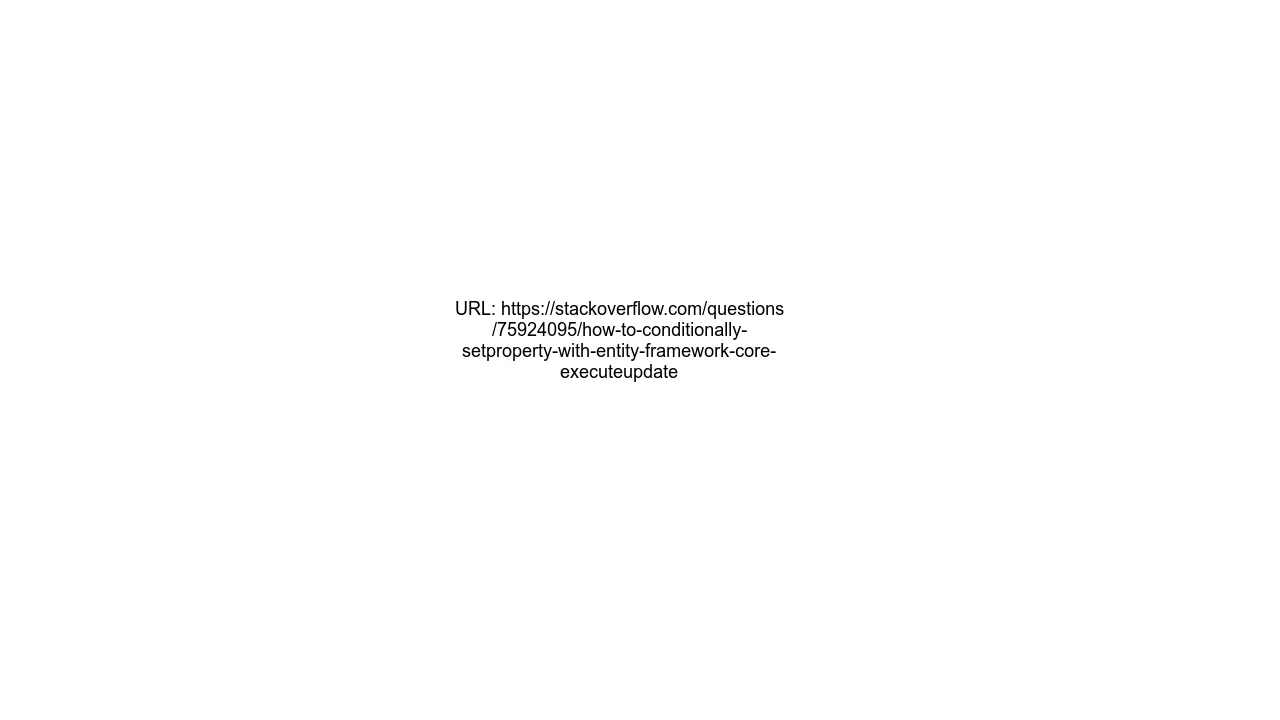 URL: https://stackoverflow.com/questions
/75924095/how-to-conditionally-
setproperty-with-entity-framework-core-
executeupdate